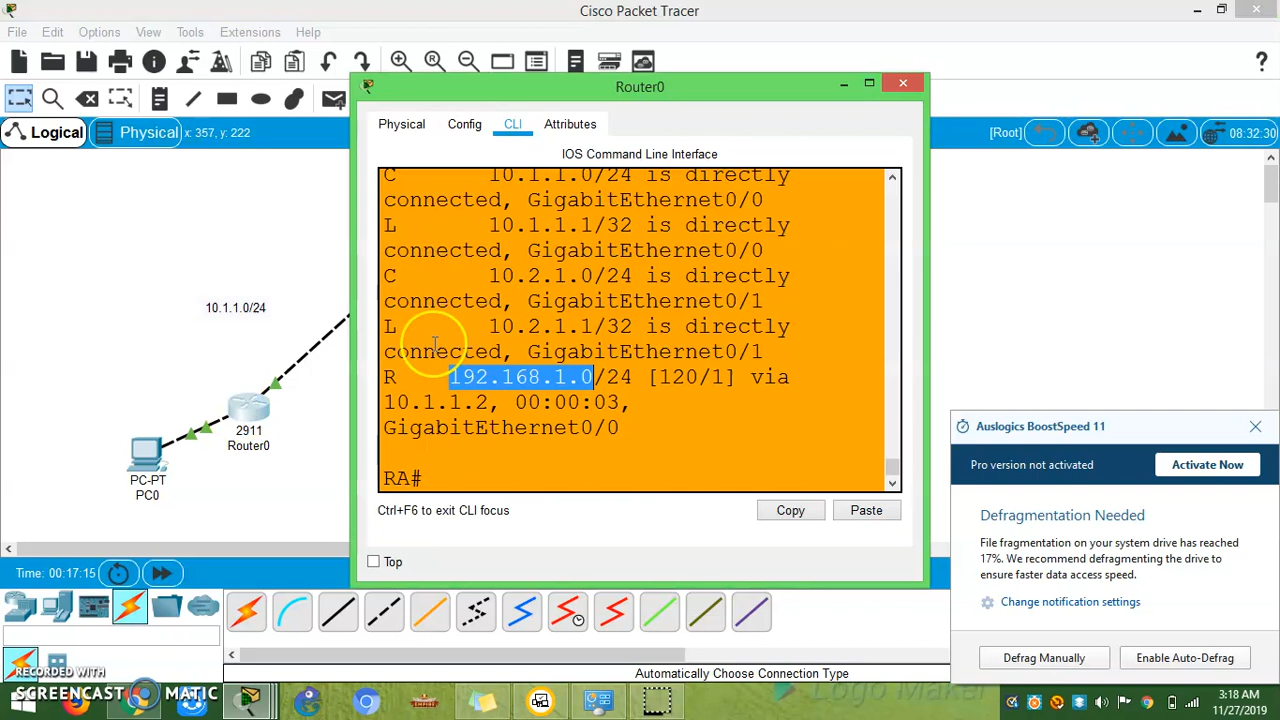 Cisco Packet Tracer
File Edit Options View Tools Extensions Help
Logical Physical x: 357, y: 222 [Root] 08:32:30
Router0
Physical Config CLI Attributes
IOS Command Line Interface
C 10.1.1.0/24 is directly
connected, GigabitEthernet0/0
L 10.1.1.1/32 is directly
connected, GigabitEthernet0/0
C 10.2.1.0/24 is directly
connected, GigabitEthernet0/1
L 10.2.1.1/32 is directly
connected, GigabitEthernet0/1
R 192.168.1.0/24 [120/1] via
10.1.1.2, 00:00:03,
GigabitEthernet0/0
RA#
Ctrl+F6 to exit CLI focus
Copy Paste
Top
10.1.1.0/24
2911
Router0
PC-PT
PC0
Auslogics BoostSpeed 11
Pro version not activated
Activate Now
Defragmentation Needed
File fragmentation on your system drive has reached
17%. We recommend defragmenting the drive to
ensure faster data access speed.
Change notification settings
Defrag Manually Enable Auto-Defrag
Time: 00:17:15
Automatically Choose Connection Type
RECORDED WITH
SCREENCAST MATIC
Logo Maker
EMPIRE
3:18 AM
11/27/2019